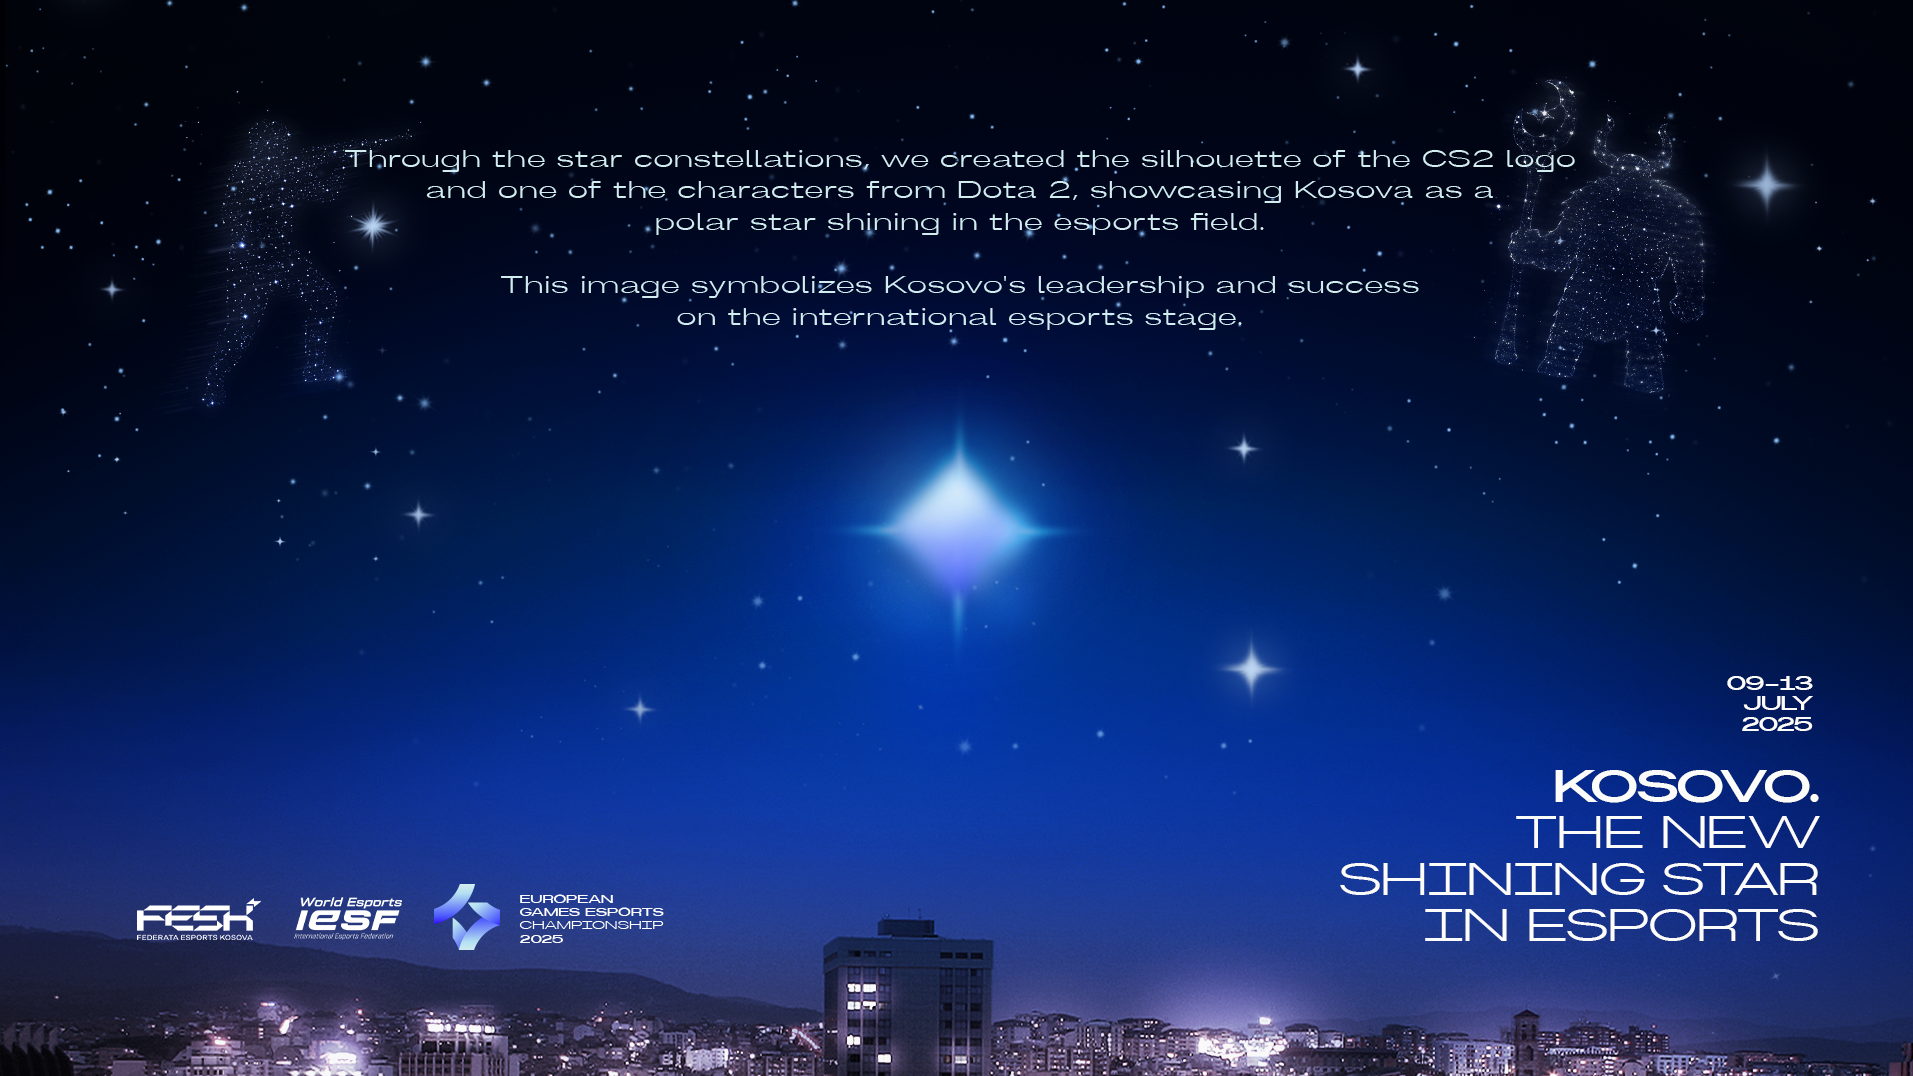 Through the star constellations, we created the silhouette of the CS2 logo
and one of the characters from Dota 2, showcasing Kosova as a
polar star shining in the esports field.
This image symbolizes Kosovo's leadership and success
on the international esports stage.
09–13
JULY
2025
KOSOVO.
THE NEW
SHINING STAR
IN ESPORTS
FESK
FEDERATA ESPORTS KOSOVA
World Esports
IESF
International Esports Federation
EUROPEAN
GAMES ESPORTS
CHAMPIONSHIP
2025